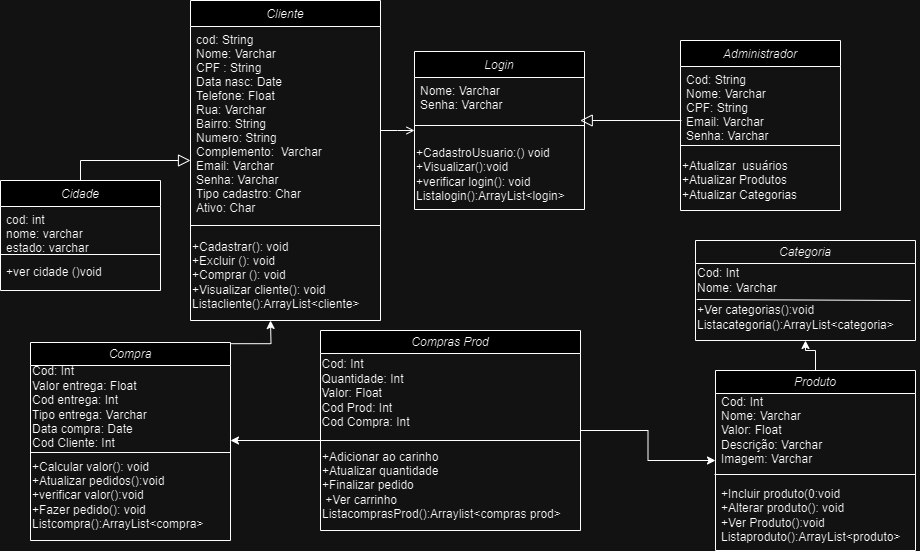 Cliente
cod: String
Nome: Varchar
CPF : String
Data nasc: Date
Telefone: Float
Rua: Varchar
Bairro: String
Numero: String
Complemento:  Varchar
Email: Varchar
Senha: Varchar
Tipo cadastro: Char
Ativo: Char
+Cadastrar(): void
+Excluir (): void
+Comprar (): void
+Visualizar cliente(): void
Listacliente():ArrayList<cliente>
Login
Nome: Varchar
Senha: Varchar
+CadastroUsuario:() void
+Visualizar():void
+verificar login(): void
Listalogin():ArrayList<login>
Administrador
Cod: String
Nome: Varchar
CPF: String
Email: Varchar
Senha: Varchar
+Atualizar  usuários
+Atualizar Produtos
+Atualizar Categorias
Cidade
cod: int
nome: varchar
estado: varchar
+ver cidade ()void
Categoria
Cod: Int
Nome: Varchar
+Ver categorias():void
Listacategoria():ArrayList<categoria>
Compra
Cod: Int
Valor entrega: Float
Cod entrega: Int
Tipo entrega: Varchar
Data compra: Date
Cod Cliente: Int
+Calcular valor(): void
+Atualizar pedidos():void
+verificar valor():void
+Fazer pedido(): void
Listcompra():ArrayList<compra>
Compras Prod
Cod: Int
Quantidade: Int
Valor: Float
Cod Prod: Int
Cod Compra: Int
+Adicionar ao carinho
+Atualizar quantidade
+Finalizar pedido
+Ver carrinho
ListacomprasProd():Arraylist<compras prod>
Produto
Cod: Int
Nome: Varchar
Valor: Float
Descrição: Varchar
Imagem: Varchar
+Incluir produto(0:void
+Alterar produto(): void
+Ver Produto():void
Listaproduto():ArrayList<produto>